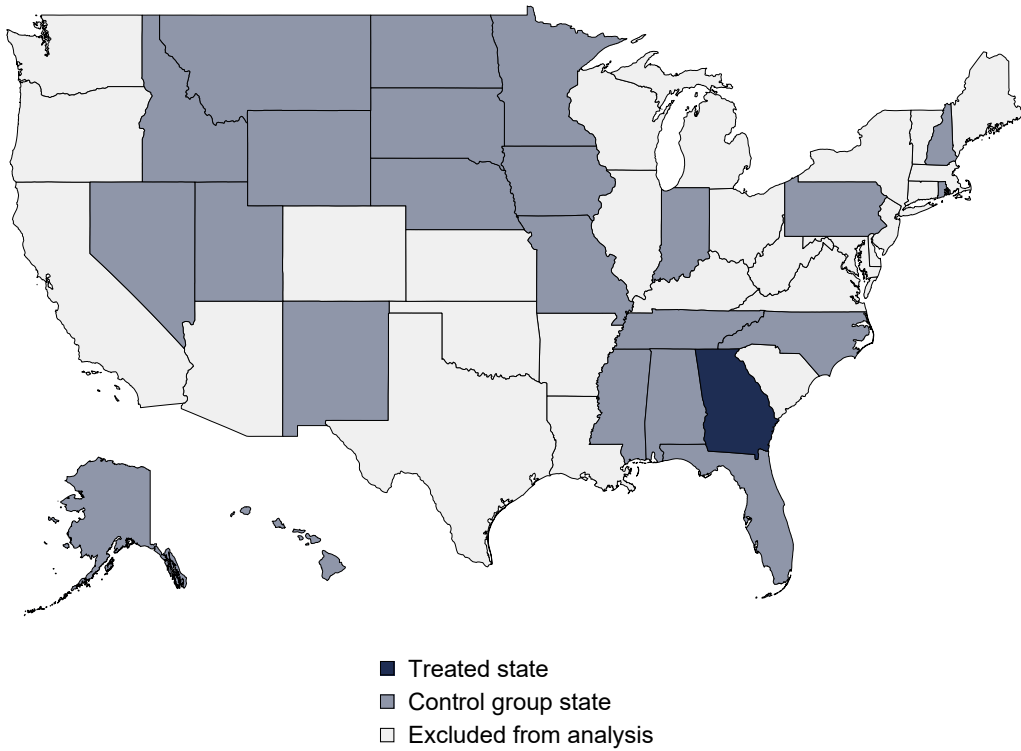 Treated state
Control group state
Excluded from analysis